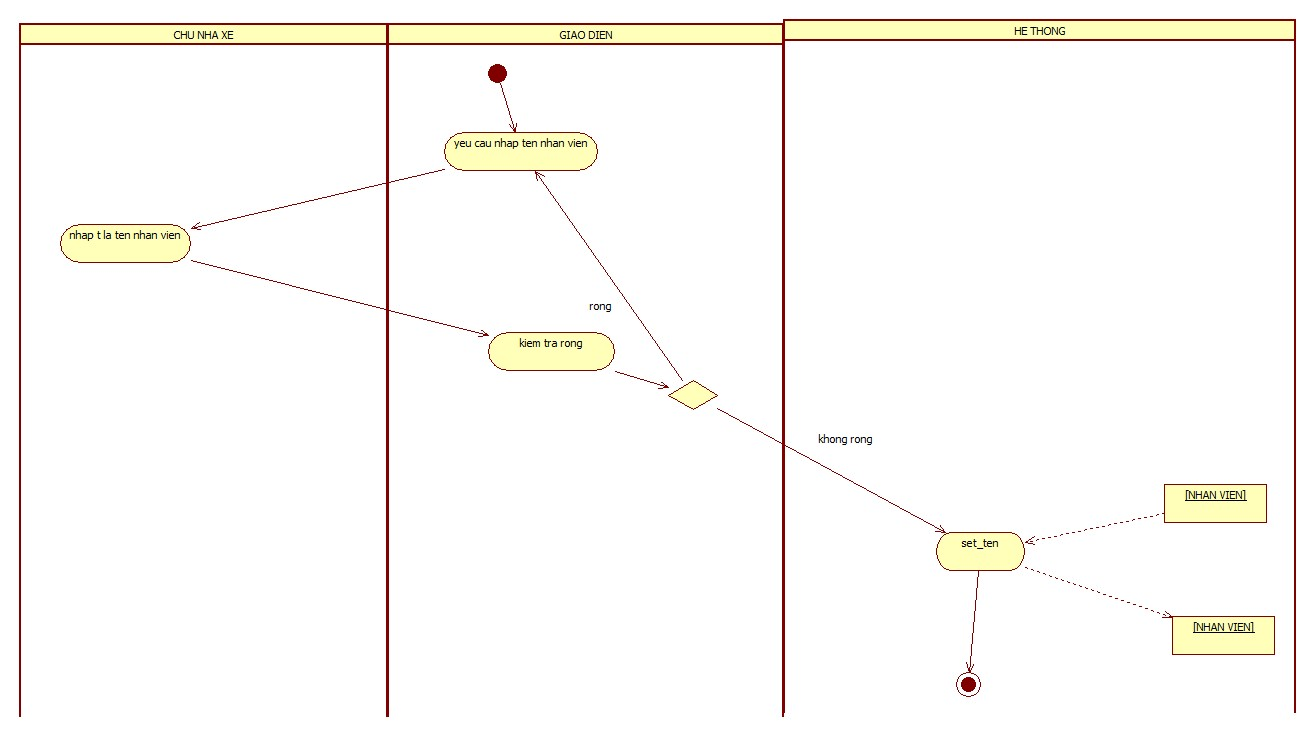 CHU NHA XE
GIAO DIEN
HE THONG
yeu cau nhap ten nhan vien
nhap t la ten nhan vien
rong
kiem tra rong
khong rong
[NHAN VIEN]
set_ten
[NHAN VIEN]